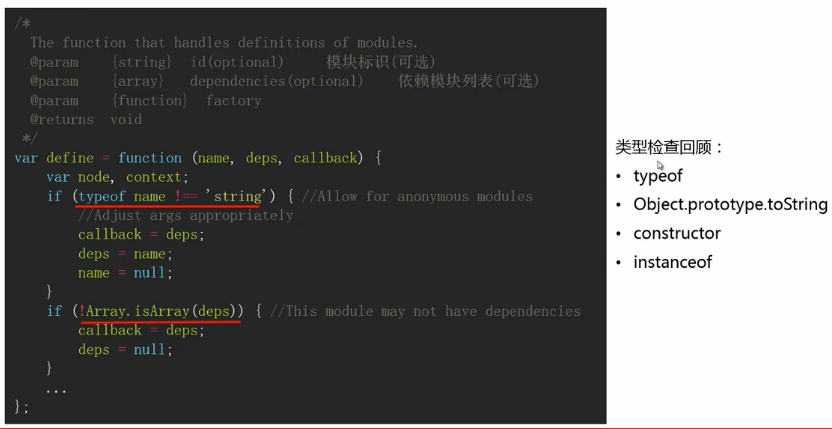 /*
The function that handles definitions of modules.
@param {string} id(optional) 模块标识(可选)
@param {array} dependencies(optional) 依赖模块列表(可选)
@param {function} factory
@returns void
*/
var define = function (name, deps, callback) {
var node, context;
if (typeof name !== 'string') { //Allow for anonymous modules
//Adjust args appropriately
callback = deps;
deps = name;
name = null;
}
if (!Array.isArray(deps)) { //This module may not have dependencies
callback = deps;
deps = null;
}
...
};
类型检查回顾：
• typeof
• Object.prototype.toString
• constructor
• instanceof